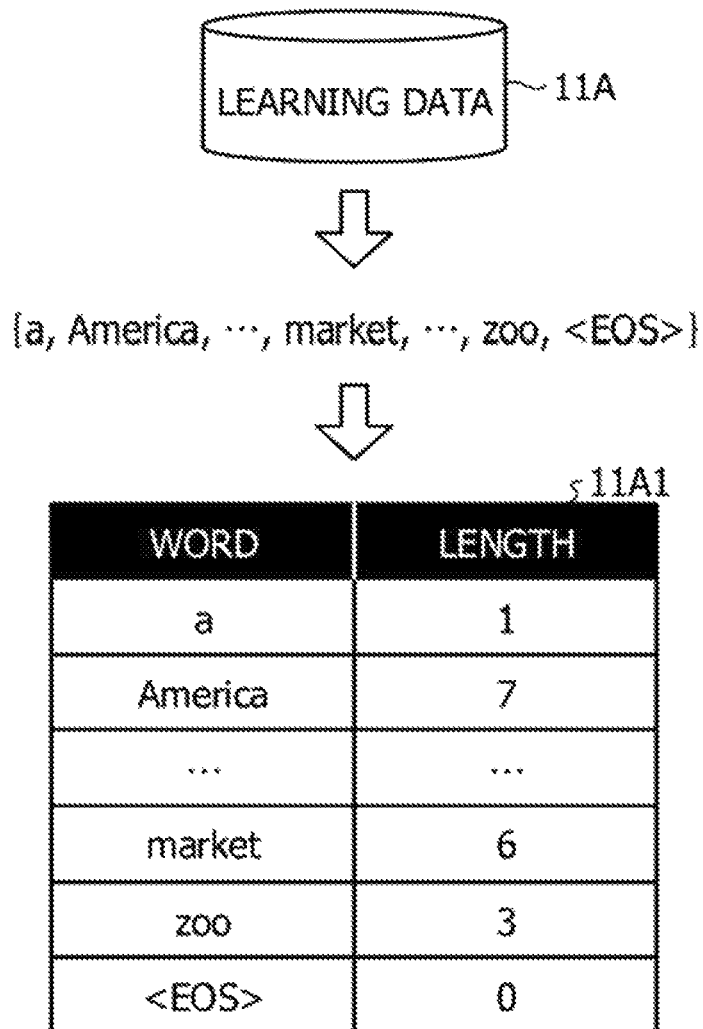 LEARNING DATA 11A
{a, America, ···, market, ···, zoo, <EOS>}
11A1
WORD LENGTH
a 1
America 7
··· ···
market 6
zoo 3
<EOS> 0